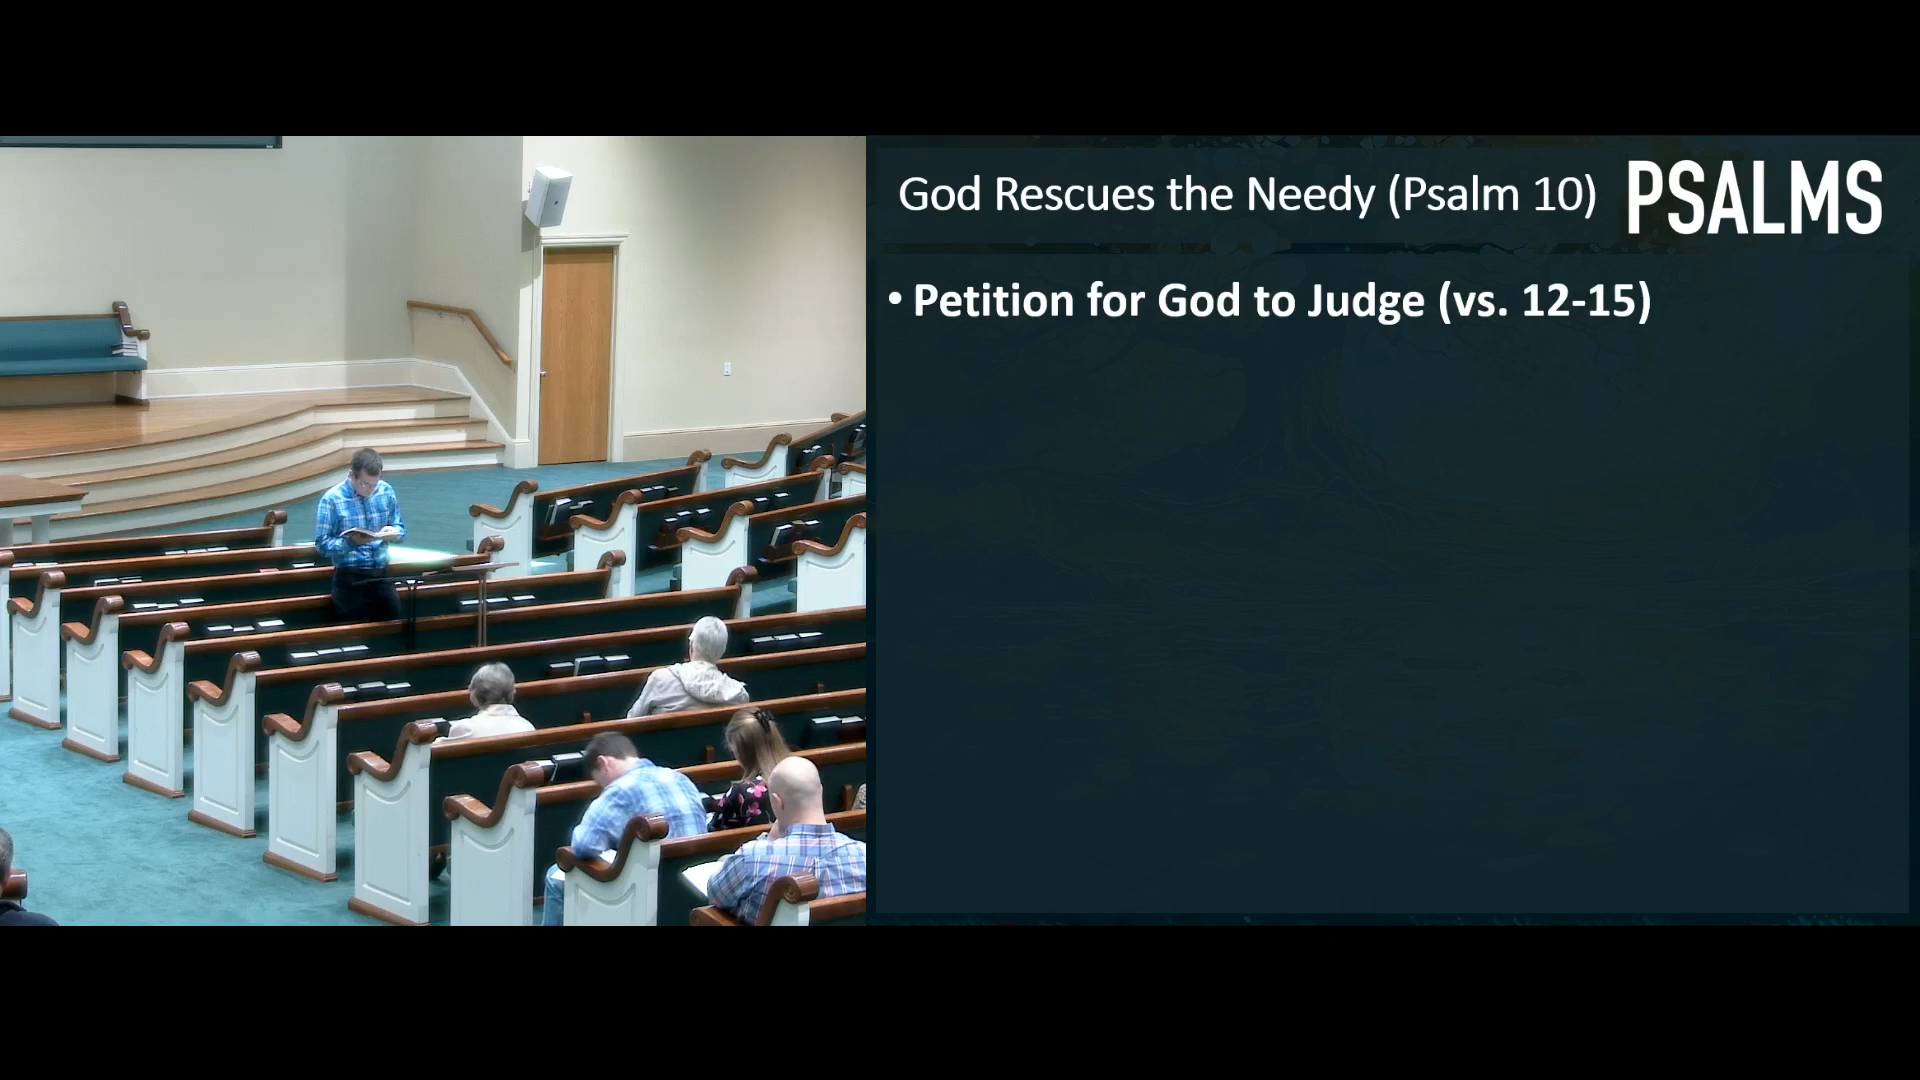 God Rescues the Needy (Psalm 10)
PSALMS
• Petition for God to Judge (vs. 12-15)